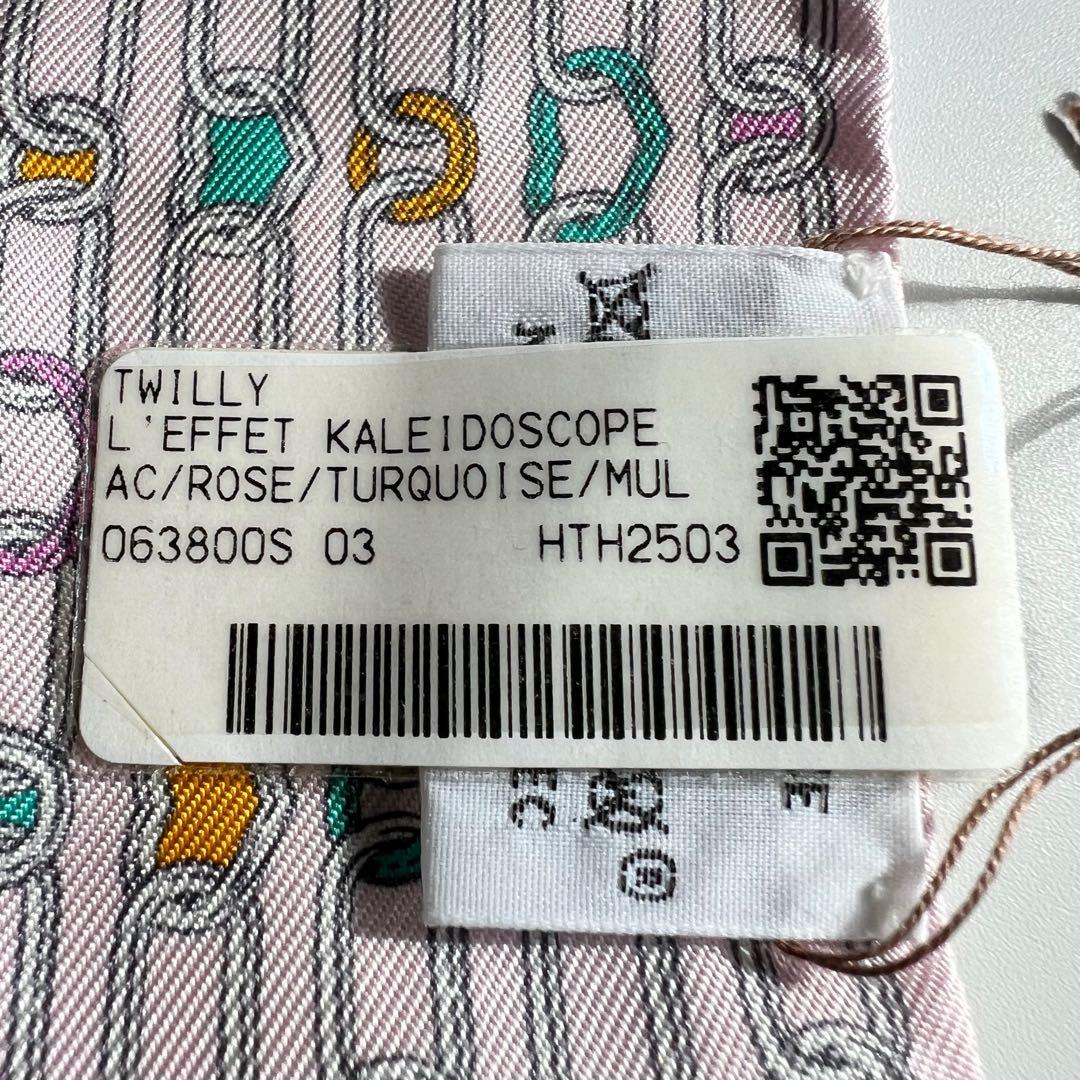 TWILLY
L'EFFET KALEIDOSCOPE
AC/ROSE/TURQUOISE/MUL
063800S 03 HTH2503